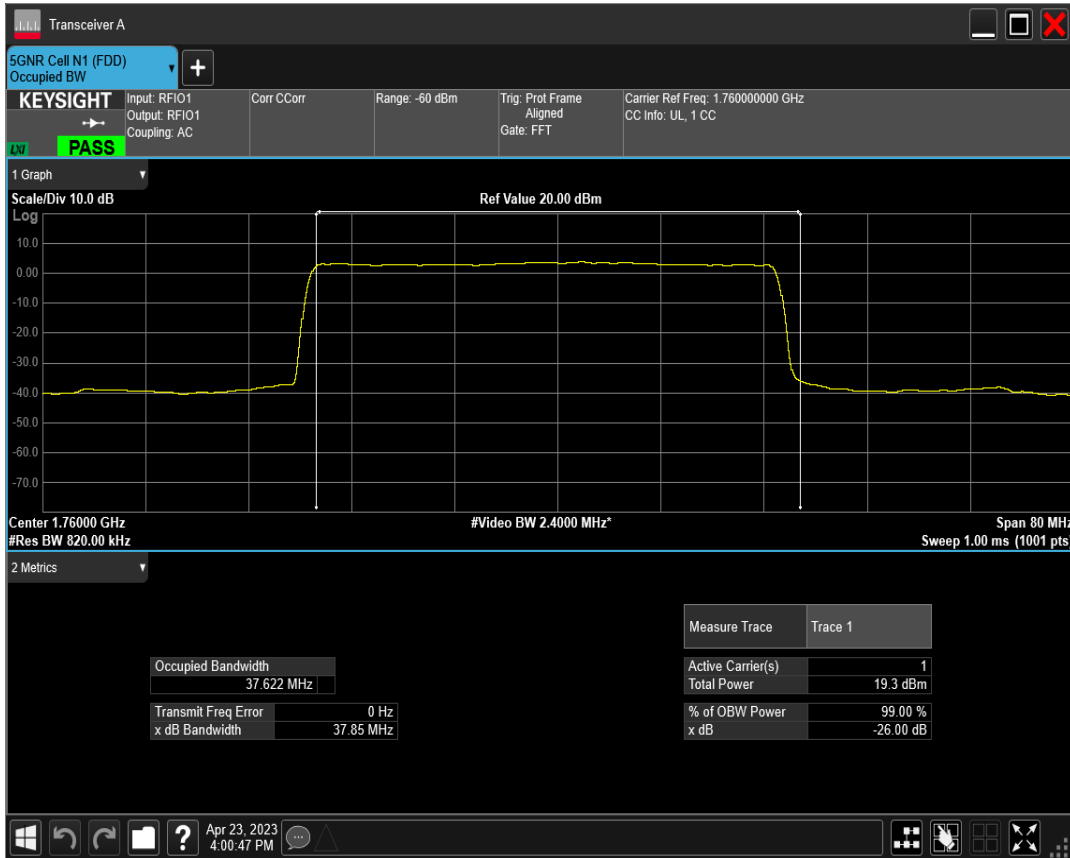 Transceiver A
5GNR Cell N1 (FDD)
Occupied BW
+
KEYSIGHT
LXI
PASS
Input: RFIO1
Output: RFIO1
Coupling: AC
Corr CCorr
Range: -60 dBm
Trig: Prot Frame
Aligned
Gate: FFT
Carrier Ref Freq: 1.760000000 GHz
CC Info: UL, 1 CC
1 Graph
Scale/Div 10.0 dB
Ref Value 20.00 dBm
Log
10.0
0.00
-10.0
-20.0
-30.0
-40.0
-50.0
-60.0
-70.0
Center 1.76000 GHz
#Video BW 2.4000 MHz*
Span 80 MHz
#Res BW 820.00 kHz
Sweep 1.00 ms (1001 pts)
2 Metrics
Measure Trace Trace 1
Occupied Bandwidth
37.622 MHz
Transmit Freq Error 0 Hz
x dB Bandwidth 37.85 MHz
Active Carrier(s) 1
Total Power 19.3 dBm
% of OBW Power 99.00 %
x dB -26.00 dB
?
Apr 23, 2023
4:00:47 PM